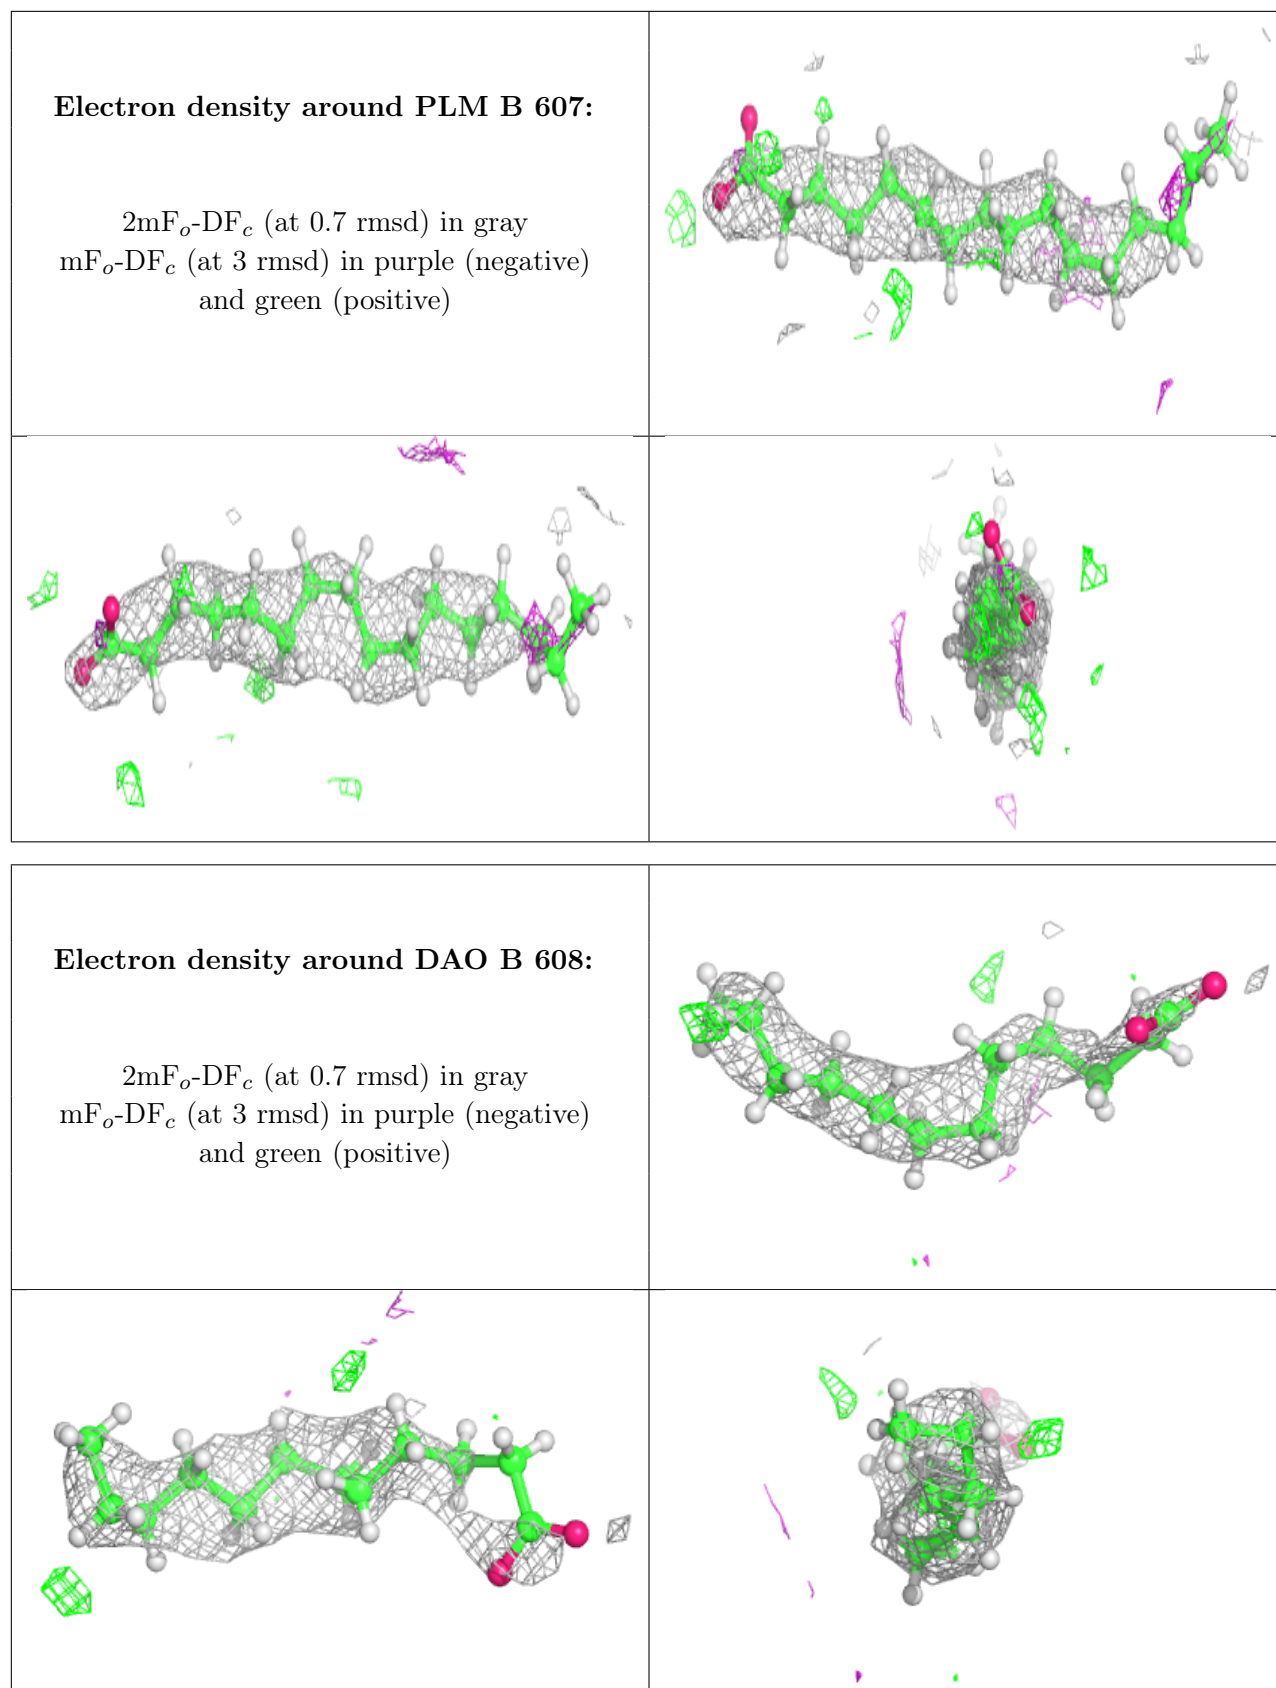 Electron density around PLM B 607:
2mFo-DFc (at 0.7 rmsd) in gray
mFo-DFc (at 3 rmsd) in purple (negative)
and green (positive)
Electron density around DAO B 608:
2mFo-DFc (at 0.7 rmsd) in gray
mFo-DFc (at 3 rmsd) in purple (negative)
and green (positive)